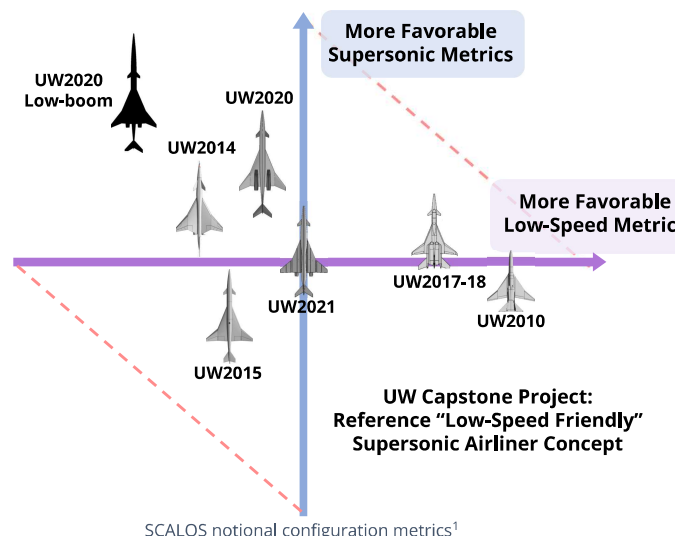 More Favorable
Supersonic Metrics
UW2020
Low-boom
UW2020
UW2014
More Favorable
Low-Speed Metric
UW2017-18
UW2021
UW2010
UW2015
UW Capstone Project:
Reference “Low-Speed Friendly”
Supersonic Airliner Concept
SCALOS notional configuration metrics¹